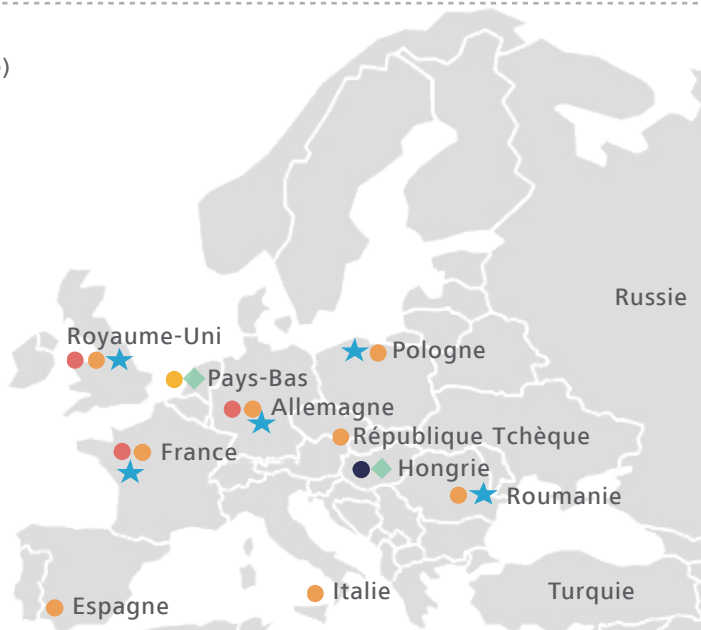 )
Russie
Royaume-Uni
Pologne
Pays-Bas
Allemagne
République Tchèque
France
Hongrie
Roumanie
Italie
Turquie
Espagne